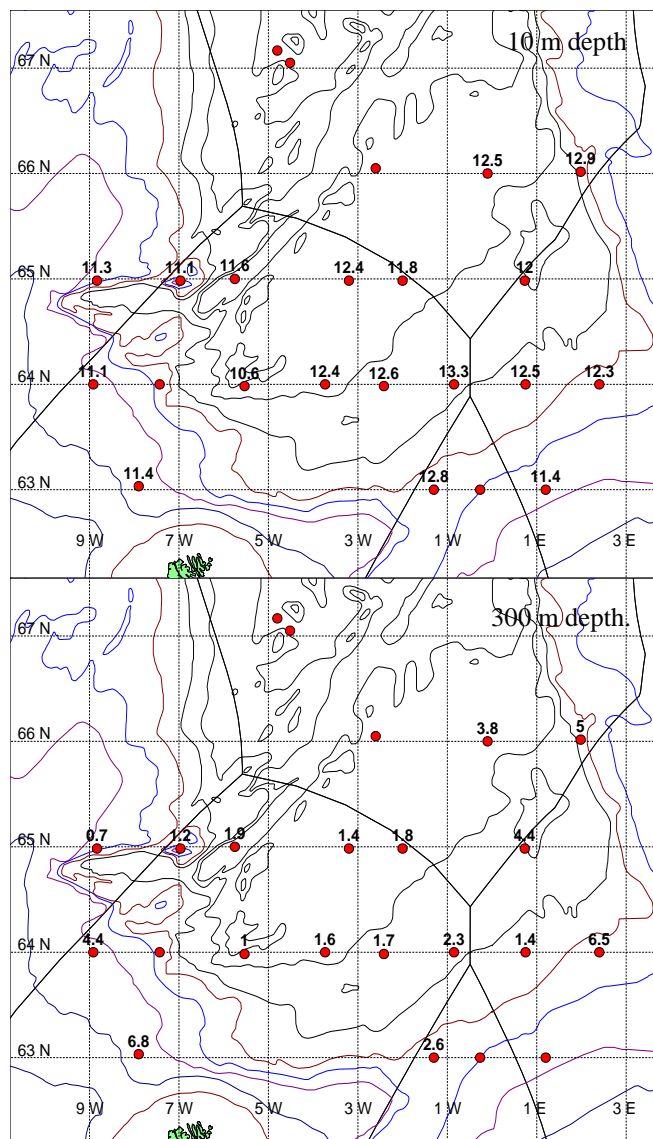 10 m depth
67 N
66 N
12.5
12.9
65 N
11.3
11.1
11.6
12.4
11.8
12
64 N
11.1
10.6
12.4
12.6
13.3
12.5
12.3
63 N
11.4
12.8
11.4
9 W
7 W
5 W
3 W
1 W
1 E
3 E
300 m depth.
67 N
66 N
3.8
5
65 N
0.7
1.2
1.9
1.4
1.8
4.4
64 N
4.4
1
1.6
1.7
2.3
1.4
6.5
63 N
6.8
2.6
9 W
7 W
5 W
3 W
1 W
1 E
3 E